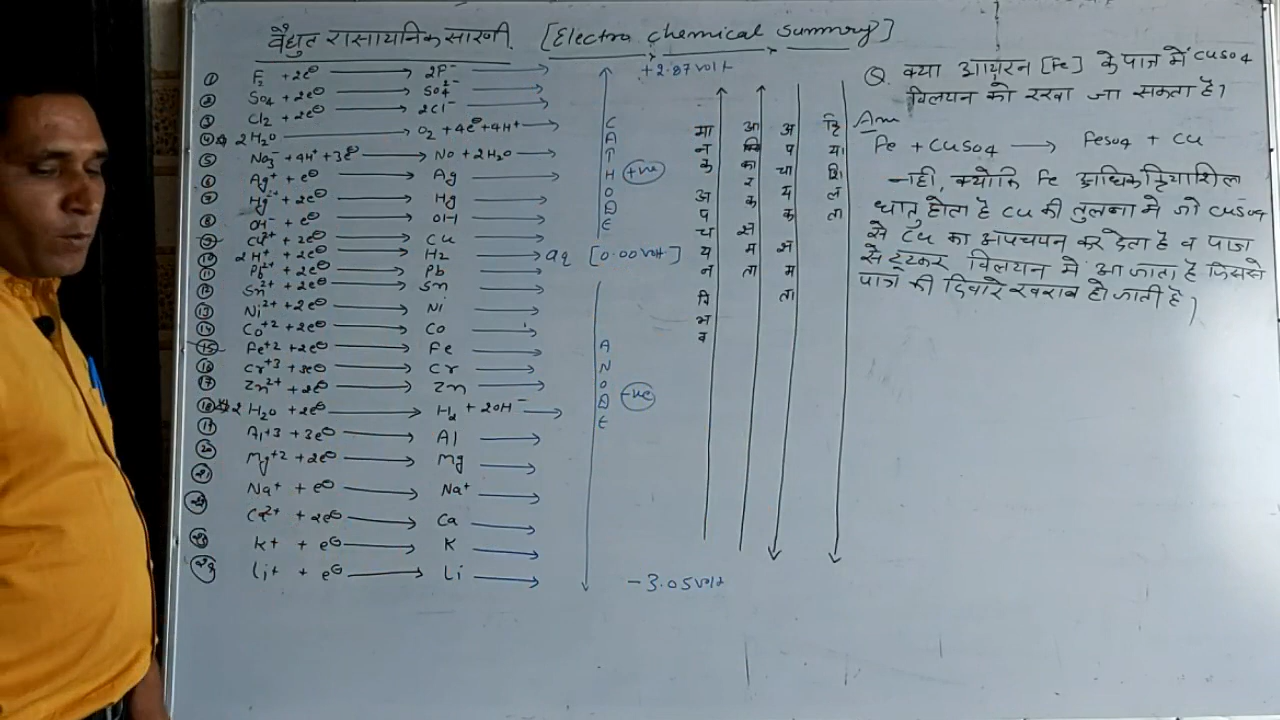 वैधुत रासायनिक सारणी. [Electro chemical summry]
① F₂ + 2e⊖ ⟶ 2F⁻ ⟶
② SO₄ + 2e⊖ ⟶ SO₄²⁻ ⟶
③ Cl₂ + 2e⊖ ⟶ 2Cl⁻ ⟶
④ 2H₂O ⟶ O₂ + 4e⊖ + 4H⁺ ⟶
⑤ NO₃⁻ + 4H⁺ + 3e⊖ ⟶ NO + 2H₂O ⟶
⑥ Ag⁺ + e⊖ ⟶ Ag ⟶
⑦ Hg²⁺ + 2e⊖ ⟶ Hg ⟶
⑧ OH⁻ - e⊖ ⟶ OH ⟶
⑨ Cu²⁺ + 2e⊖ ⟶ Cu ⟶
⑩ 2H⁺ + 2e⊖ ⟶ H₂ ⟶ aq [0.00 volt]
⑪ Pb²⁺ + 2e⊖ ⟶ Pb ⟶
⑫ Sn²⁺ + 2e⊖ ⟶ Sn ⟶
⑬ Ni²⁺ + 2e⊖ ⟶ Ni ⟶
⑭ Co⁺² + 2e⊖ ⟶ Co ⟶
⑮ Fe⁺² + 2e⊖ ⟶ Fe ⟶
⑯ Cr⁺³ + 3e⊖ ⟶ Cr ⟶
⑰ Zn²⁺ + 2e⊖ ⟶ Zn ⟶
⑱ 2H₂O + 2e⊖ ⟶ H₂ + 2OH⁻ ⟶
⑲ Al+3 + 3e⊖ ⟶ Al ⟶
⑳ Mg+2 + 2e⊖ ⟶ Mg ⟶
㉑ Na⁺ + e⊖ ⟶ Na⁺ ⟶
Ca²⁺ + 2e⊖ ⟶ Ca ⟶
K+ + e⊖ ⟶ K ⟶
Li+ + e⊖ ⟶ Li ⟶
+2.87 volt
CATHODE
+ve
ANODE
-ve
-3.05 volt
मानक अपचयन विभव
अपचायक
क्षमता
Q. क्या आयरन [Fe] के पात्र में CuSO4
विलयन को रखा जा सकता है।
Ans
Fe + CuSO4 ⟶ FeSO4 + Cu
नही, क्योकि Fe अधिक क्रियाशिल
धातु होता है Cu की तुलना मे जो CuSO4
से Cu का अपचयन कर देता है व पात्र
से टूटकर विलयन मे आ जाता है जिससे
पात्र की दिवारे खराब हो जाती है।